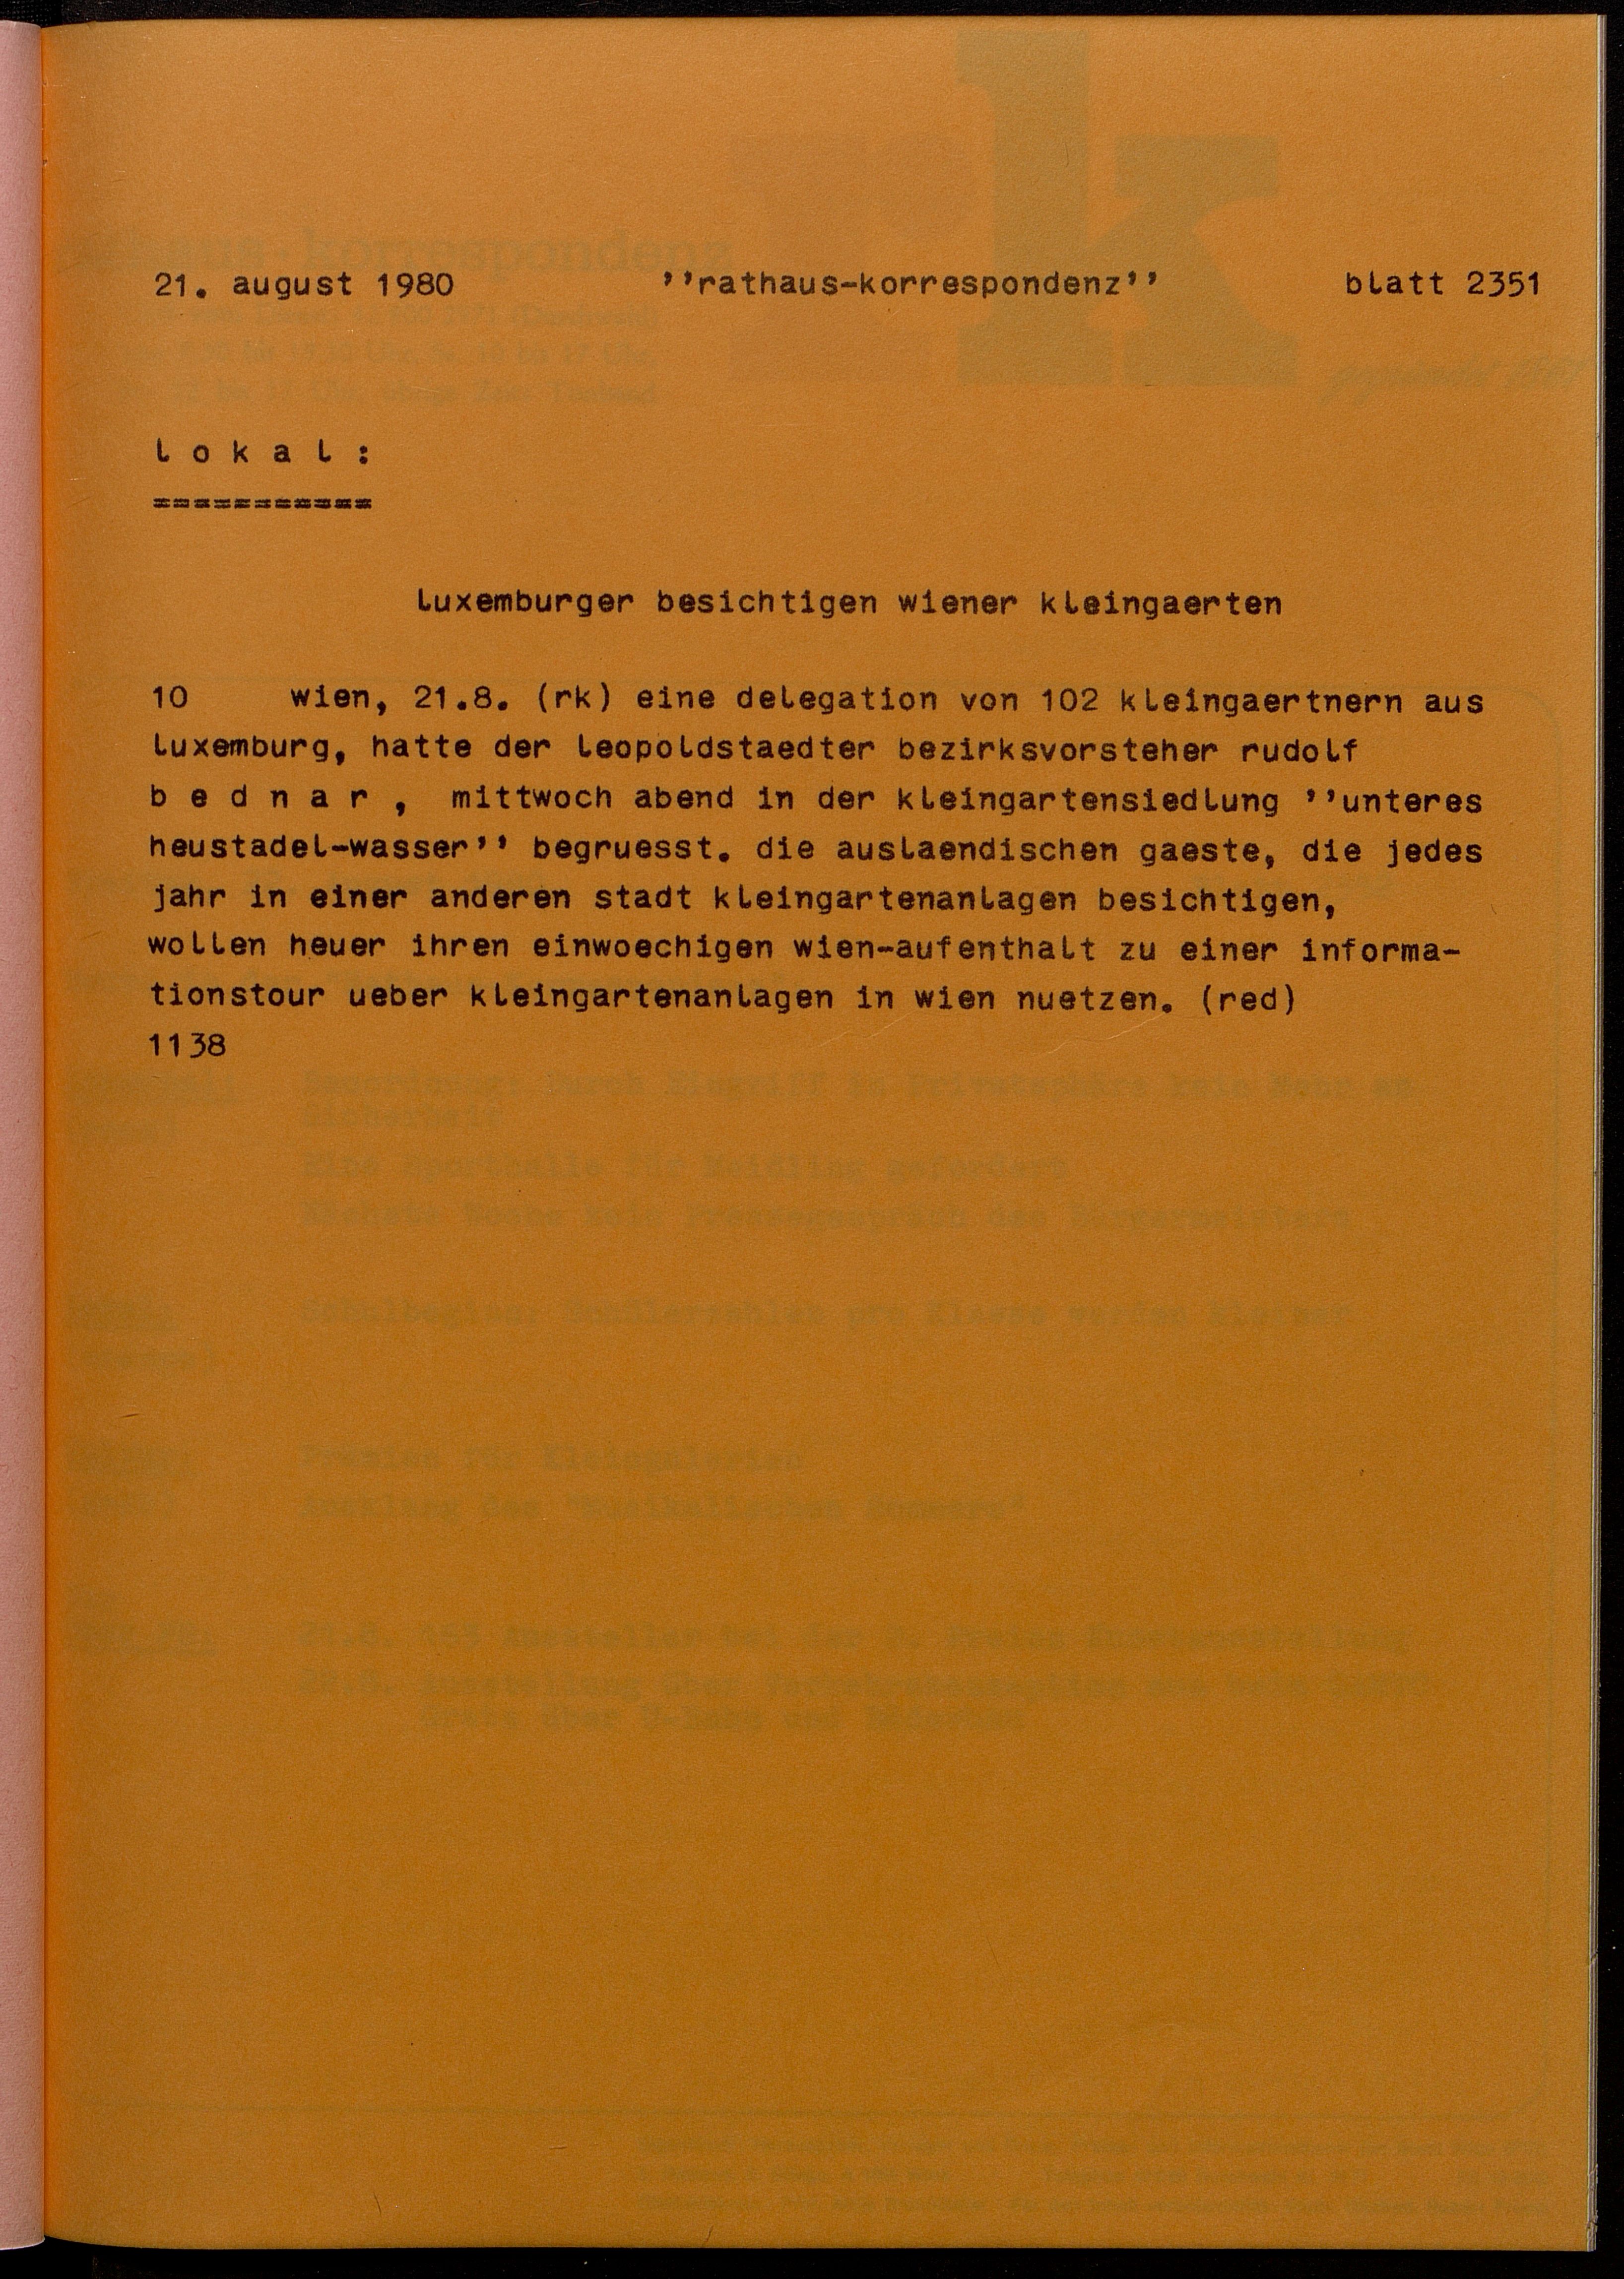 21. august 1980 ’’rathaus-korrespondenz’’ blatt 2351
l o k a l :
===========
luxemburger besichtigen wiener kleingaerten
10 wien, 21.8. (rk) eine delegation von 102 kleingaertnern aus
luxemburg, hatte der leopoldstaedter bezirksvorsteher rudolf
b e d n a r , mittwoch abend in der kleingartensiedlung ’’unteres
heustadel-wasser’’ begruesst. die auslaendischen gaeste, die jedes
jahr in einer anderen stadt kleingartenanlagen besichtigen,
wollen heuer ihren einwoechigen wien-aufenthalt zu einer informa-
tionstour ueber kleingartenanlagen in wien nuetzen. (red)
1138